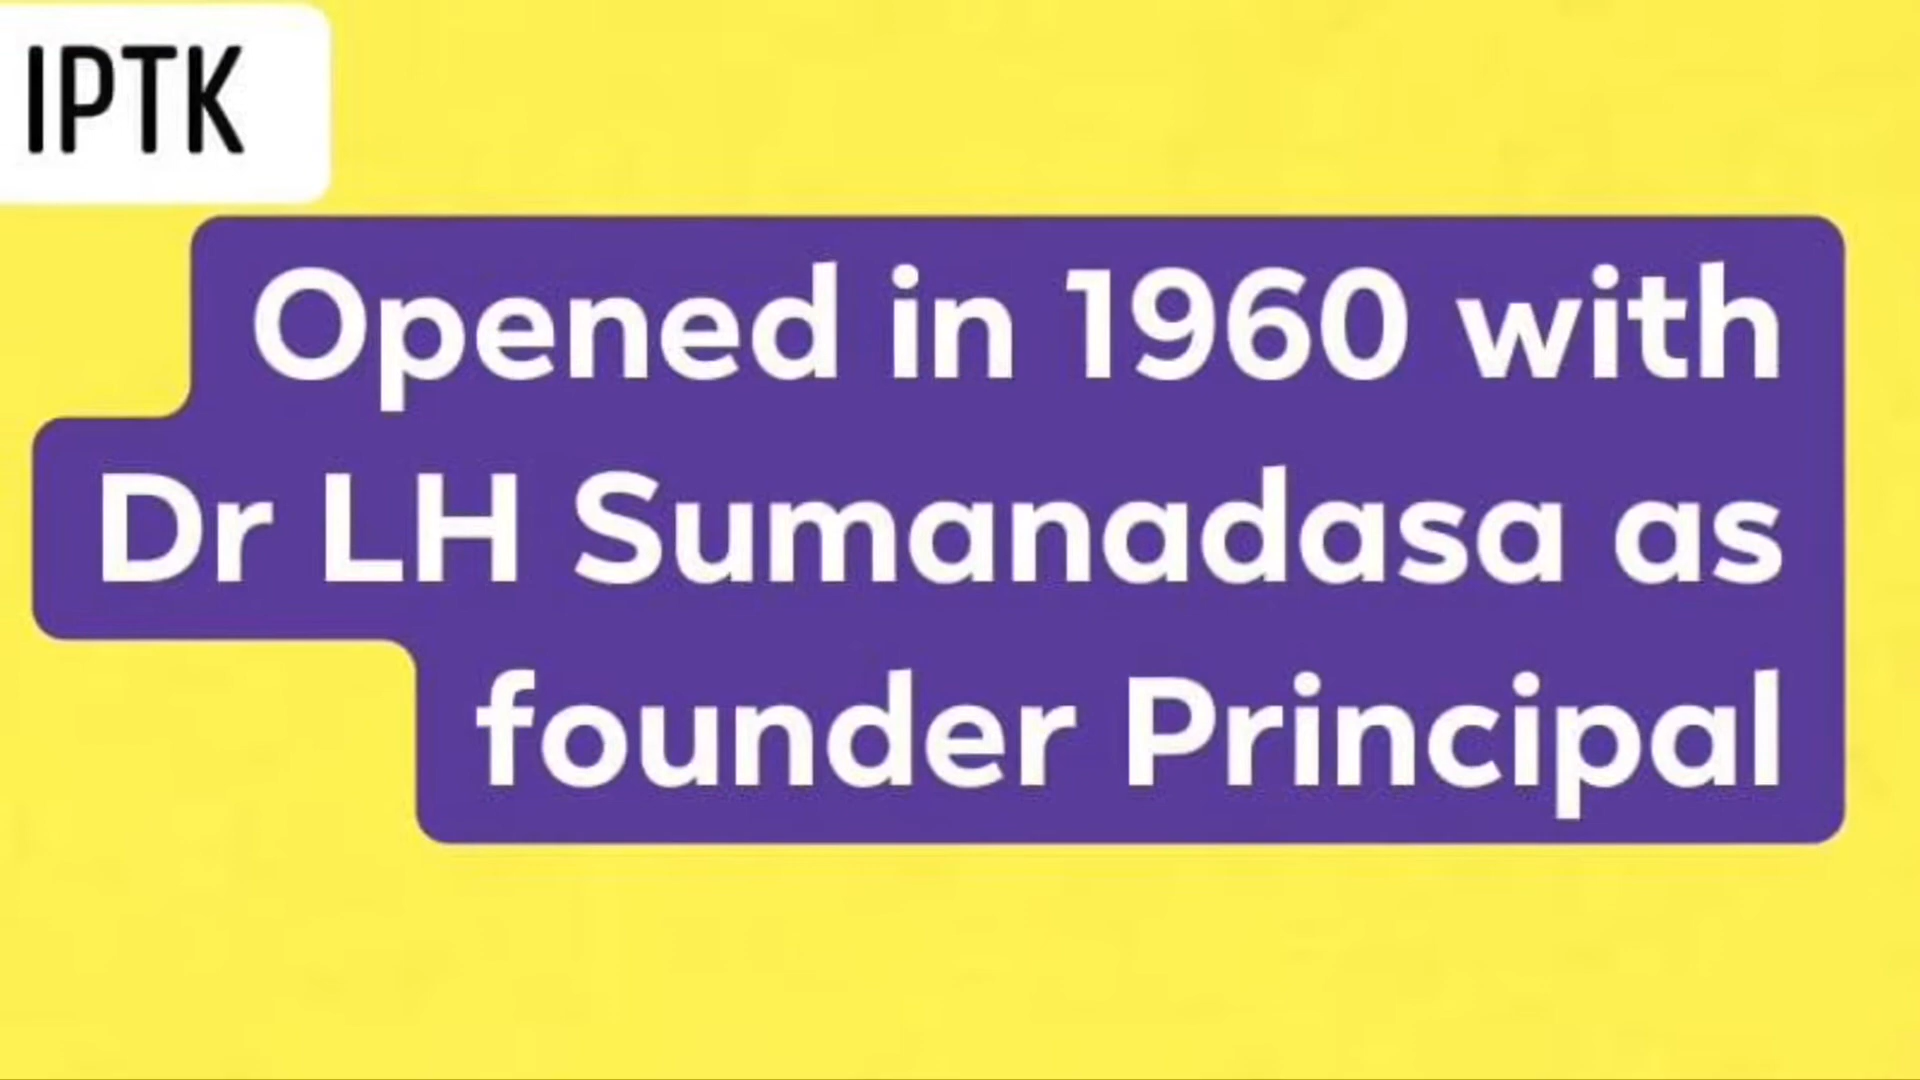 IPTK
Opened in 1960 with
Dr LH Sumanadasa as
founder Principal